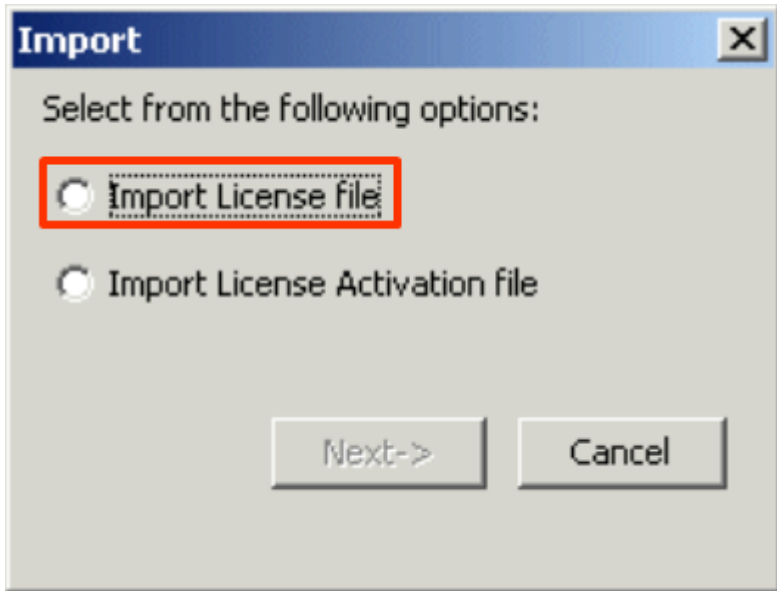 Import
Select from the following options:
Import License file
Import License Activation file
Next->
Cancel